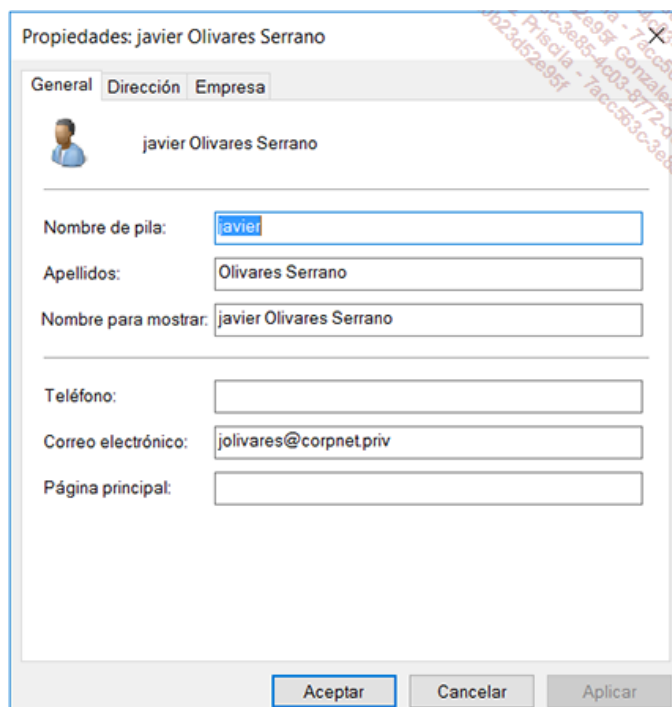 Propiedades: javier Olivares Serrano
General Dirección Empresa
javier Olivares Serrano
Nombre de pila: javier
Apellidos: Olivares Serrano
Nombre para mostrar: javier Olivares Serrano
Teléfono:
Correo electrónico: jolivares@corpnet.priv
Página principal:
Aceptar Cancelar Aplicar